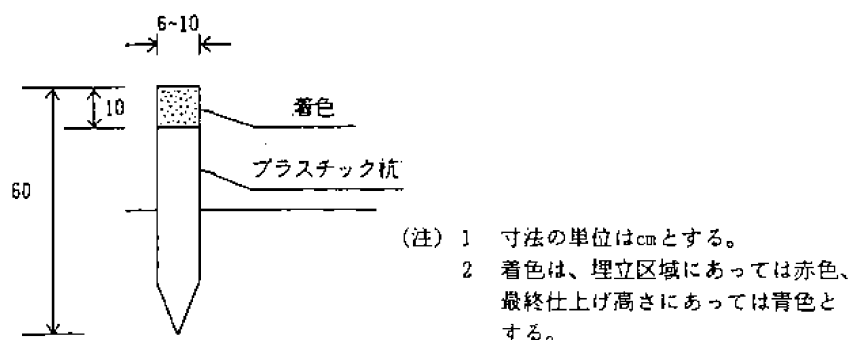 6~10
10
着色
プラスチック杭
60
(注) 1 寸法の単位はcmとする。
2 着色は、埋立区域にあっては赤色、
最終仕上げ高さにあっては青色と
する。